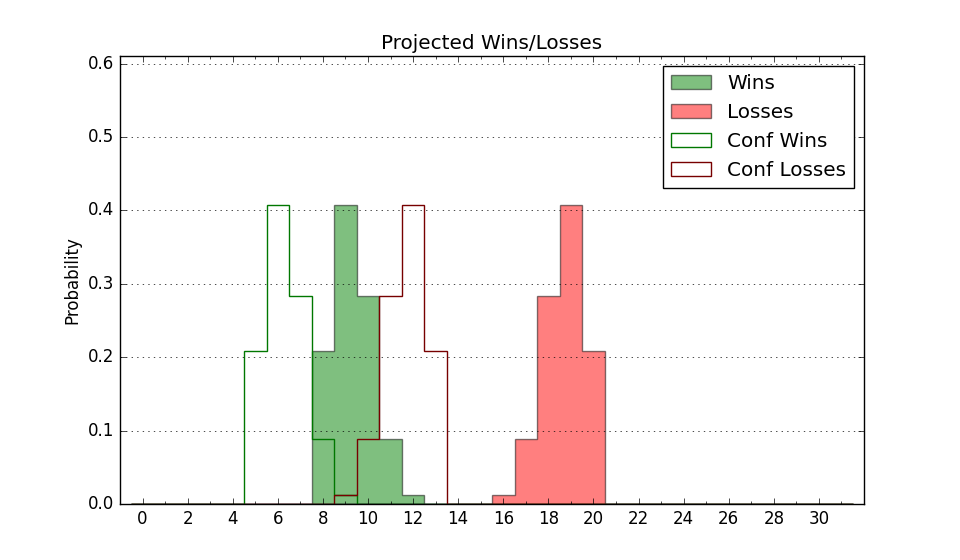 Projected Wins/Losses
Wins
Losses
Conf Wins
Conf Losses
Probability
0.6
0.5
0.4
0.3
0.2
0.1
0.0
0 2 4 6 8 10 12 14 16 18 20 22 24 26 28 30